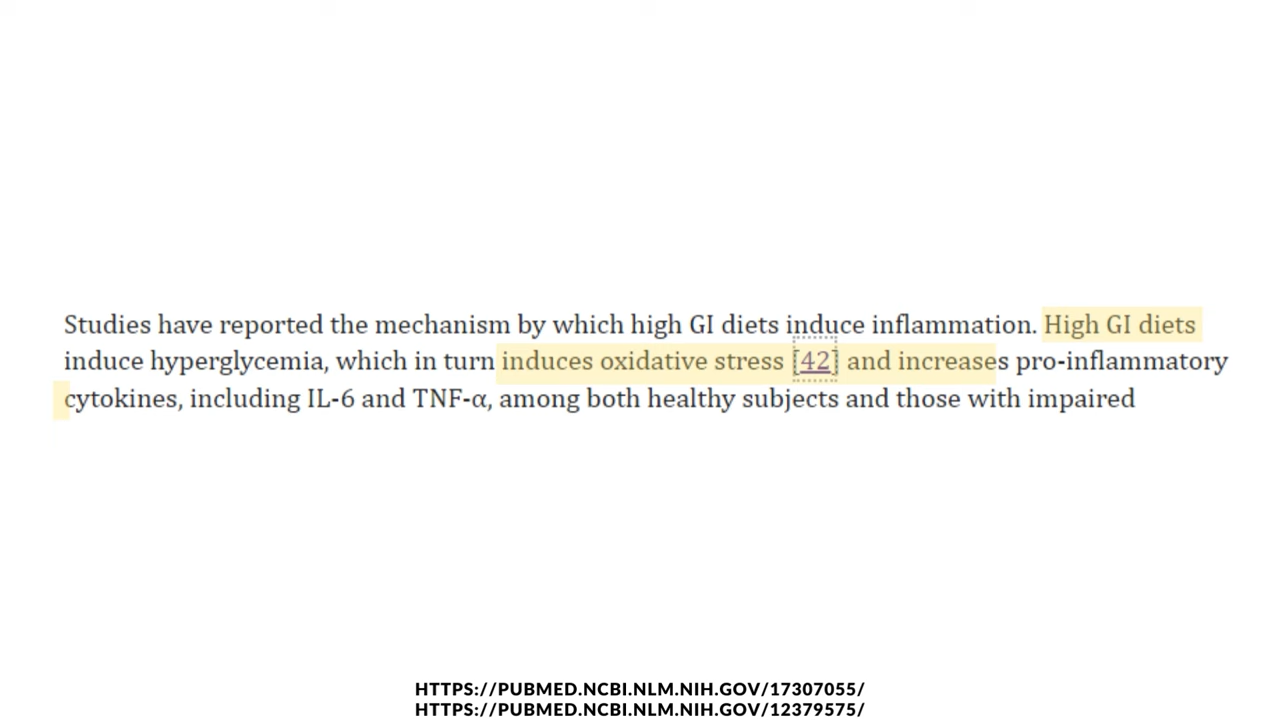 Studies have reported the mechanism by which high GI diets induce inflammation. High GI diets
induce hyperglycemia, which in turn induces oxidative stress [42] and increases pro-inflammatory
cytokines, including IL-6 and TNF-α, among both healthy subjects and those with impaired
HTTPS://PUBMED.NCBI.NLM.NIH.GOV/17307055/
HTTPS://PUBMED.NCBI.NLM.NIH.GOV/12379575/